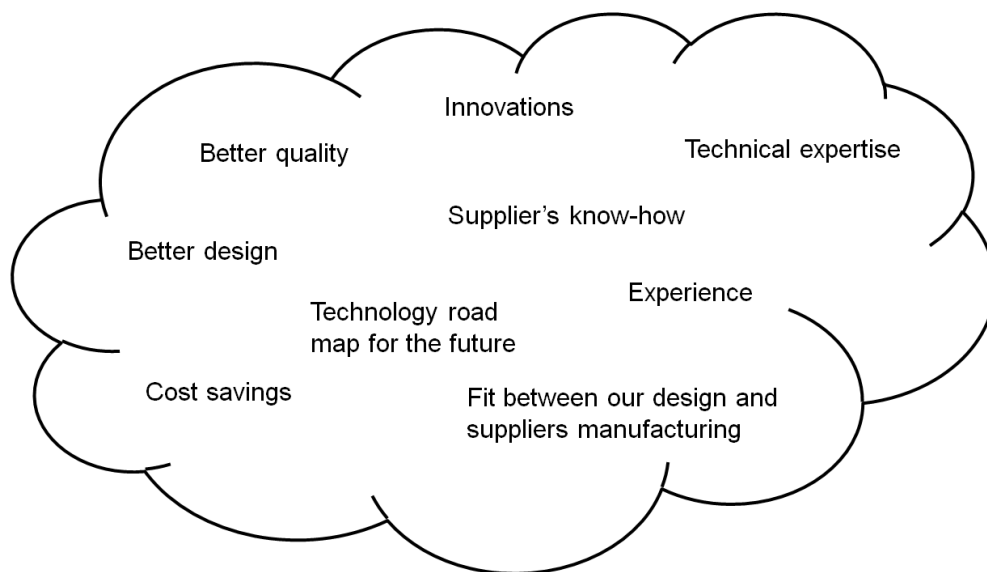 Innovations
Better quality
Technical expertise
Supplier’s know-how
Better design
Experience
Technology road
map for the future
Cost savings
Fit between our design and
suppliers manufacturing